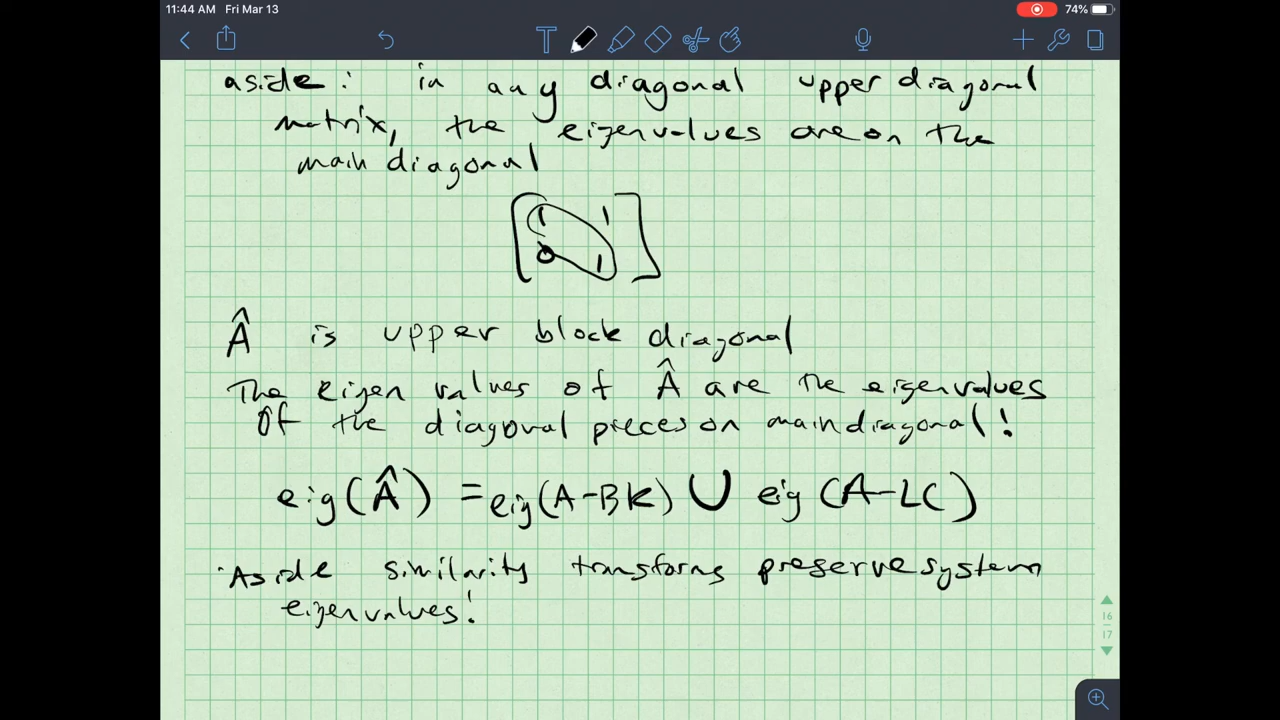 11:44 AM Fri Mar 13
74%
T
aside: in any diagonal upper diagonal
matrix, the eigenvalues are on the
main diagonal
[1 1
0 1]
Â is upper block diagonal
The eigen values of Â are the eigenvalues
of the diagonal pieces on main diagonal!
eig(Â) = eig(A-BK) ∪ eig(A-LC)
Aside similarity transforms preserve system
eigenvalues!
16
17